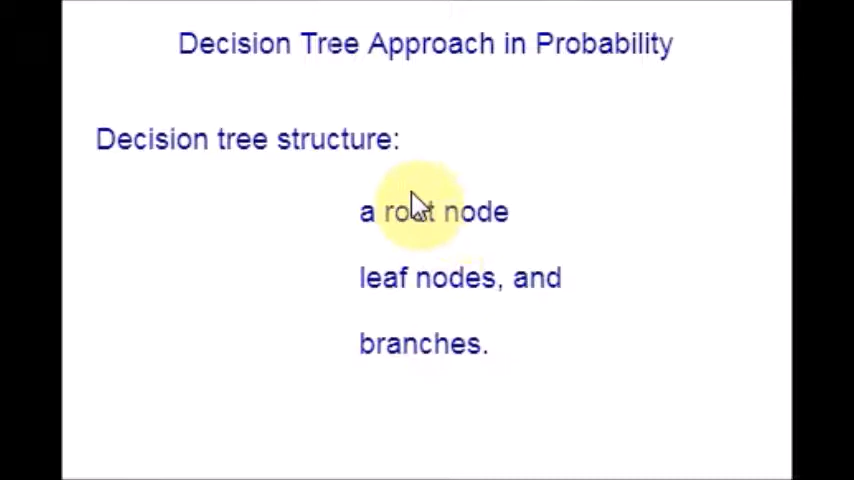 Decision Tree Approach in Probability
Decision tree structure:
a root node
leaf nodes, and
branches.